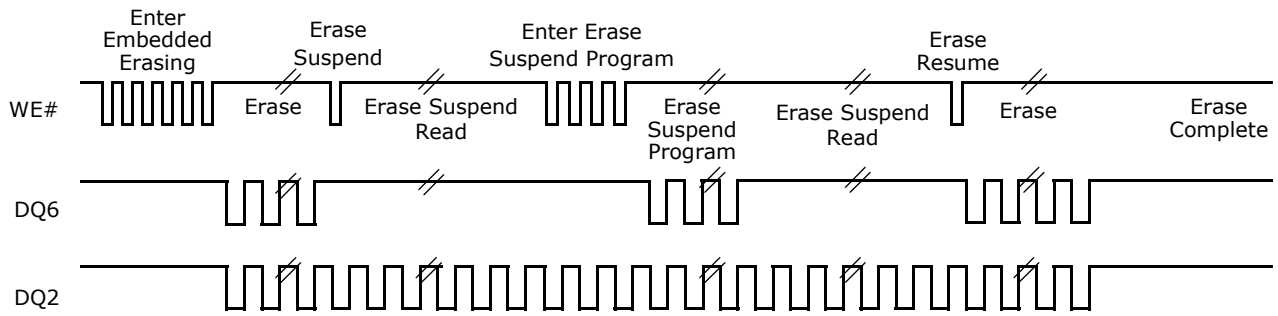 Enter
Embedded
Erasing
Erase
Suspend
Enter Erase
Suspend Program
Erase
Resume
WE#
Erase
Erase Suspend
Read
Erase
Suspend
Program
Erase Suspend
Read
Erase
Erase
Complete
DQ6
DQ2